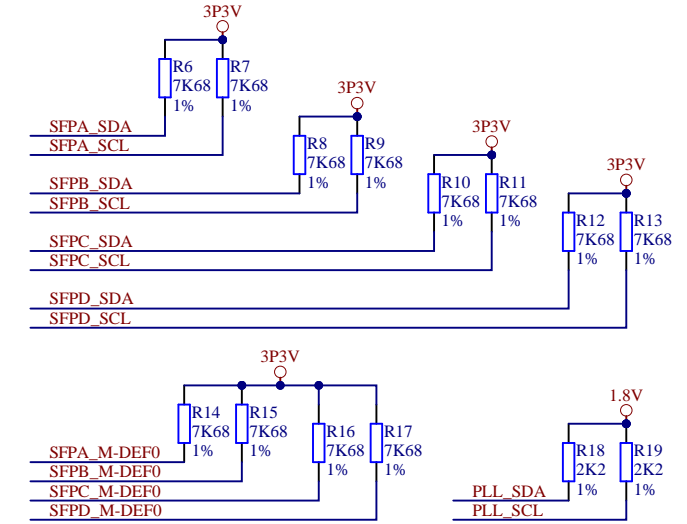 3P3V
R6
7K68
1%
R7
7K68
1%
SFPA_SDA
SFPA_SCL
3P3V
R8
7K68
1%
R9
7K68
1%
SFPB_SDA
SFPB_SCL
3P3V
R10
7K68
1%
R11
7K68
1%
SFPC_SDA
SFPC_SCL
3P3V
R12
7K68
1%
R13
7K68
1%
SFPD_SDA
SFPD_SCL
3P3V
R14
7K68
1%
R15
7K68
1%
R16
7K68
1%
R17
7K68
1%
SFPA_M-DEF0
SFPB_M-DEF0
SFPC_M-DEF0
SFPD_M-DEF0
1.8V
R18
2K2
1%
R19
2K2
1%
PLL_SDA
PLL_SCL